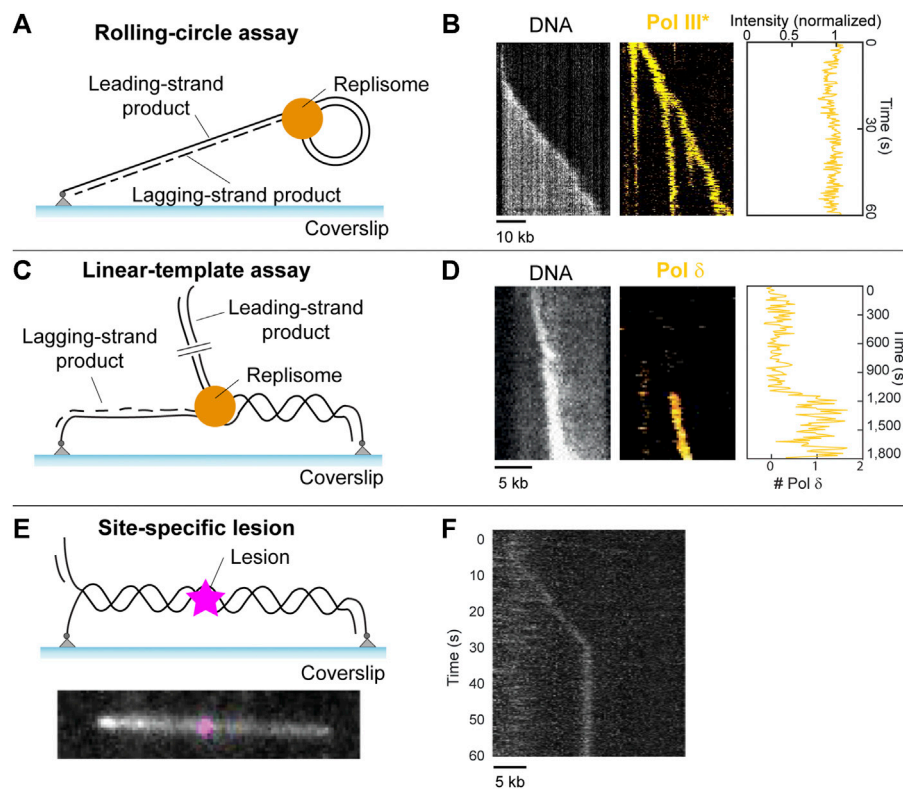 A
Rolling-circle assay
Leading-strand
product
Replisome
Lagging-strand product
Coverslip
B
DNA
Pol III*
Intensity (normalized)
0 0.5 1
0
30
60
Time (s)
10 kb
C
Linear-template assay
Leading-strand
product
Lagging-strand
product
Replisome
Coverslip
D
DNA
Pol δ
0
300
600
900
1,200
1,500
1,800
Time (s)
0 1 2
# Pol δ
5 kb
E
Site-specific lesion
Lesion
Coverslip
F
0
10
20
30
40
50
60
Time (s)
5 kb